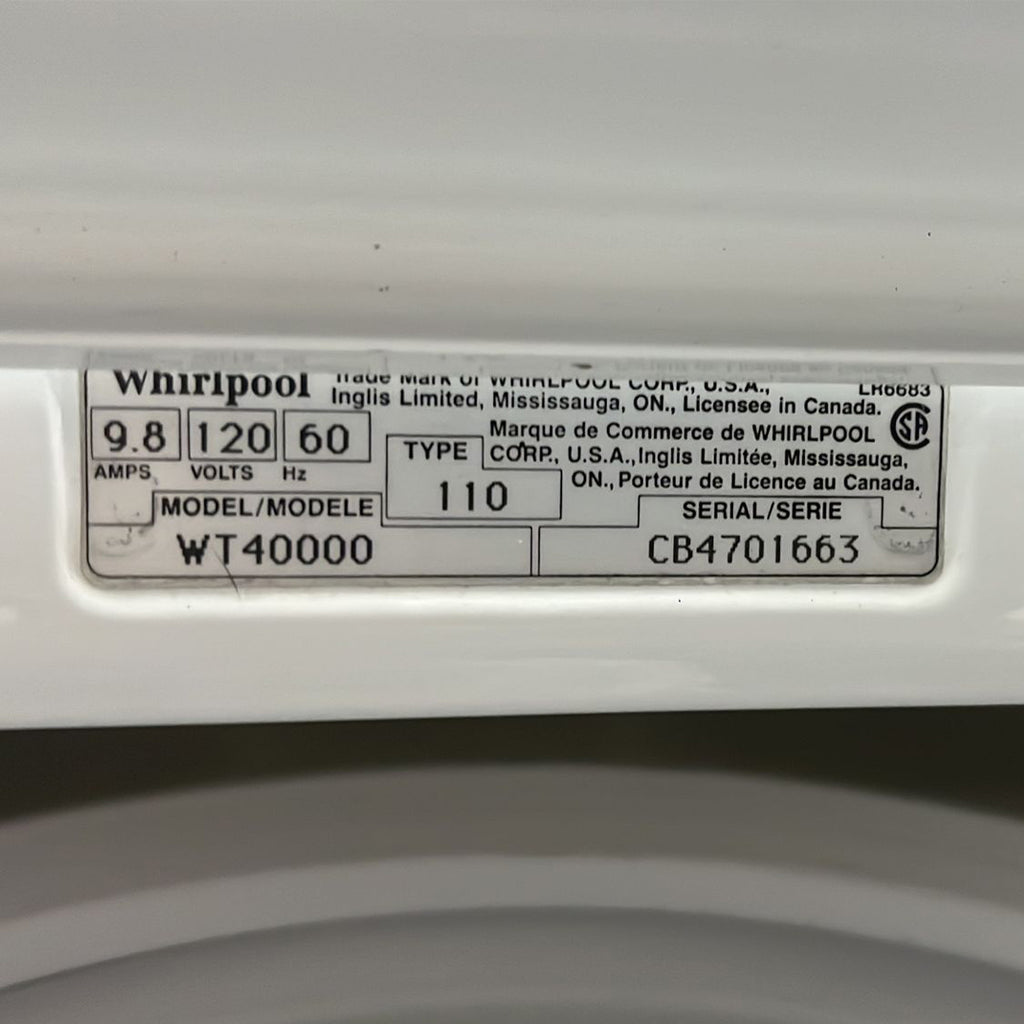 Whirlpool
Trade Mark of WHIRLPOOL CORP., U.S.A., LR6683
Inglis Limited, Mississauga, ON., Licensee in Canada.
9.8 120 60
AMPS. VOLTS Hz
TYPE
110
Marque de Commerce de WHIRLPOOL
CORP., U.S.A.,Inglis Limitée, Mississauga,
ON.,Porteur de Licence au Canada.
SA
MODEL/MODELE
WT40000
SERIAL/SERIE
CB4701663